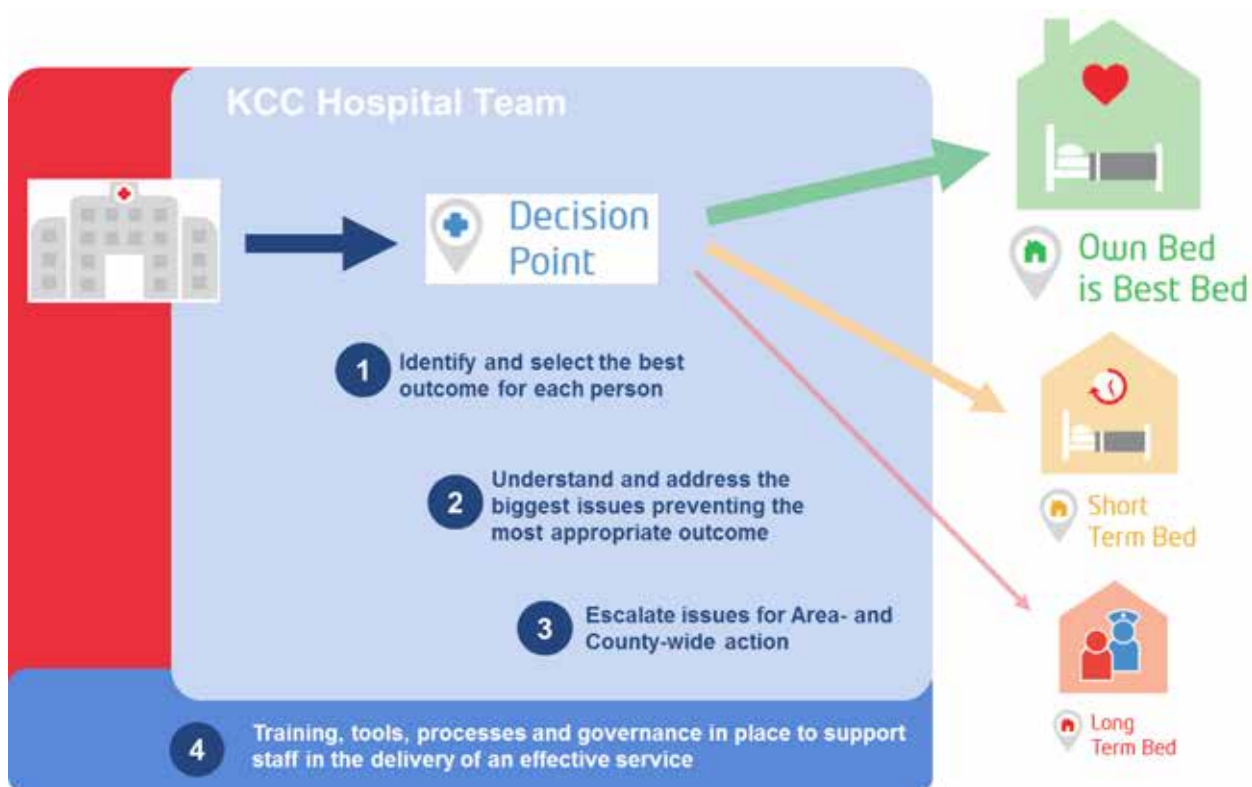 KCC Hospital Team
Decision
Point
Own Bed
is Best Bed
1
Identify and select the best
outcome for each person
Short
Term Bed
2
Understand and address the
biggest issues preventing the
most appropriate outcome
3
Escalate issues for Area- and
County-wide action
Long
Term Bed
4
Training, tools, processes and governance in place to support
staff in the delivery of an effective service